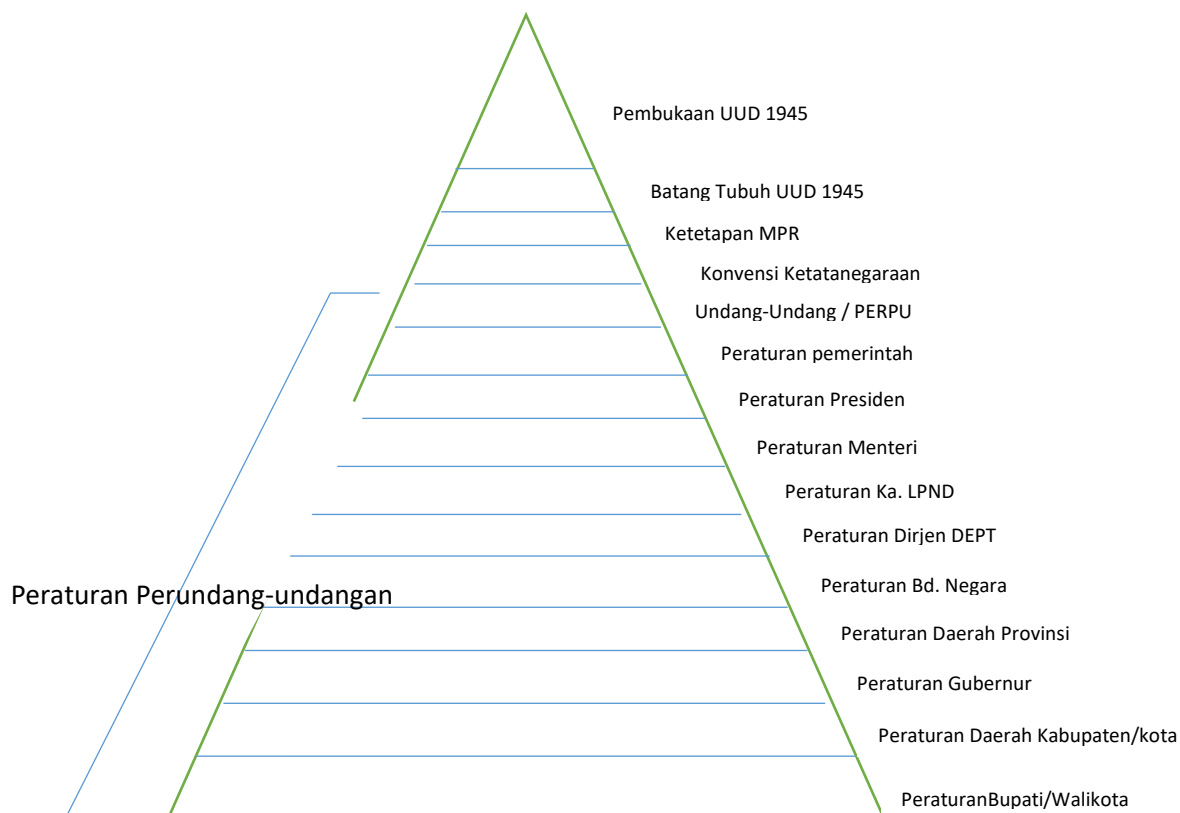 Pembukaan UUD 1945
Batang Tubuh UUD 1945
Ketetapan MPR
Konvensi Ketatanegaraan
Undang-Undang / PERPU
Peraturan pemerintah
Peraturan Presiden
Peraturan Menteri
Peraturan Ka. LPND
Peraturan Dirjen DEPT
Peraturan Bd. Negara
Peraturan Perundang-undangan
Peraturan Daerah Provinsi
Peraturan Gubernur
Peraturan Daerah Kabupaten/kota
PeraturanBupati/Walikota